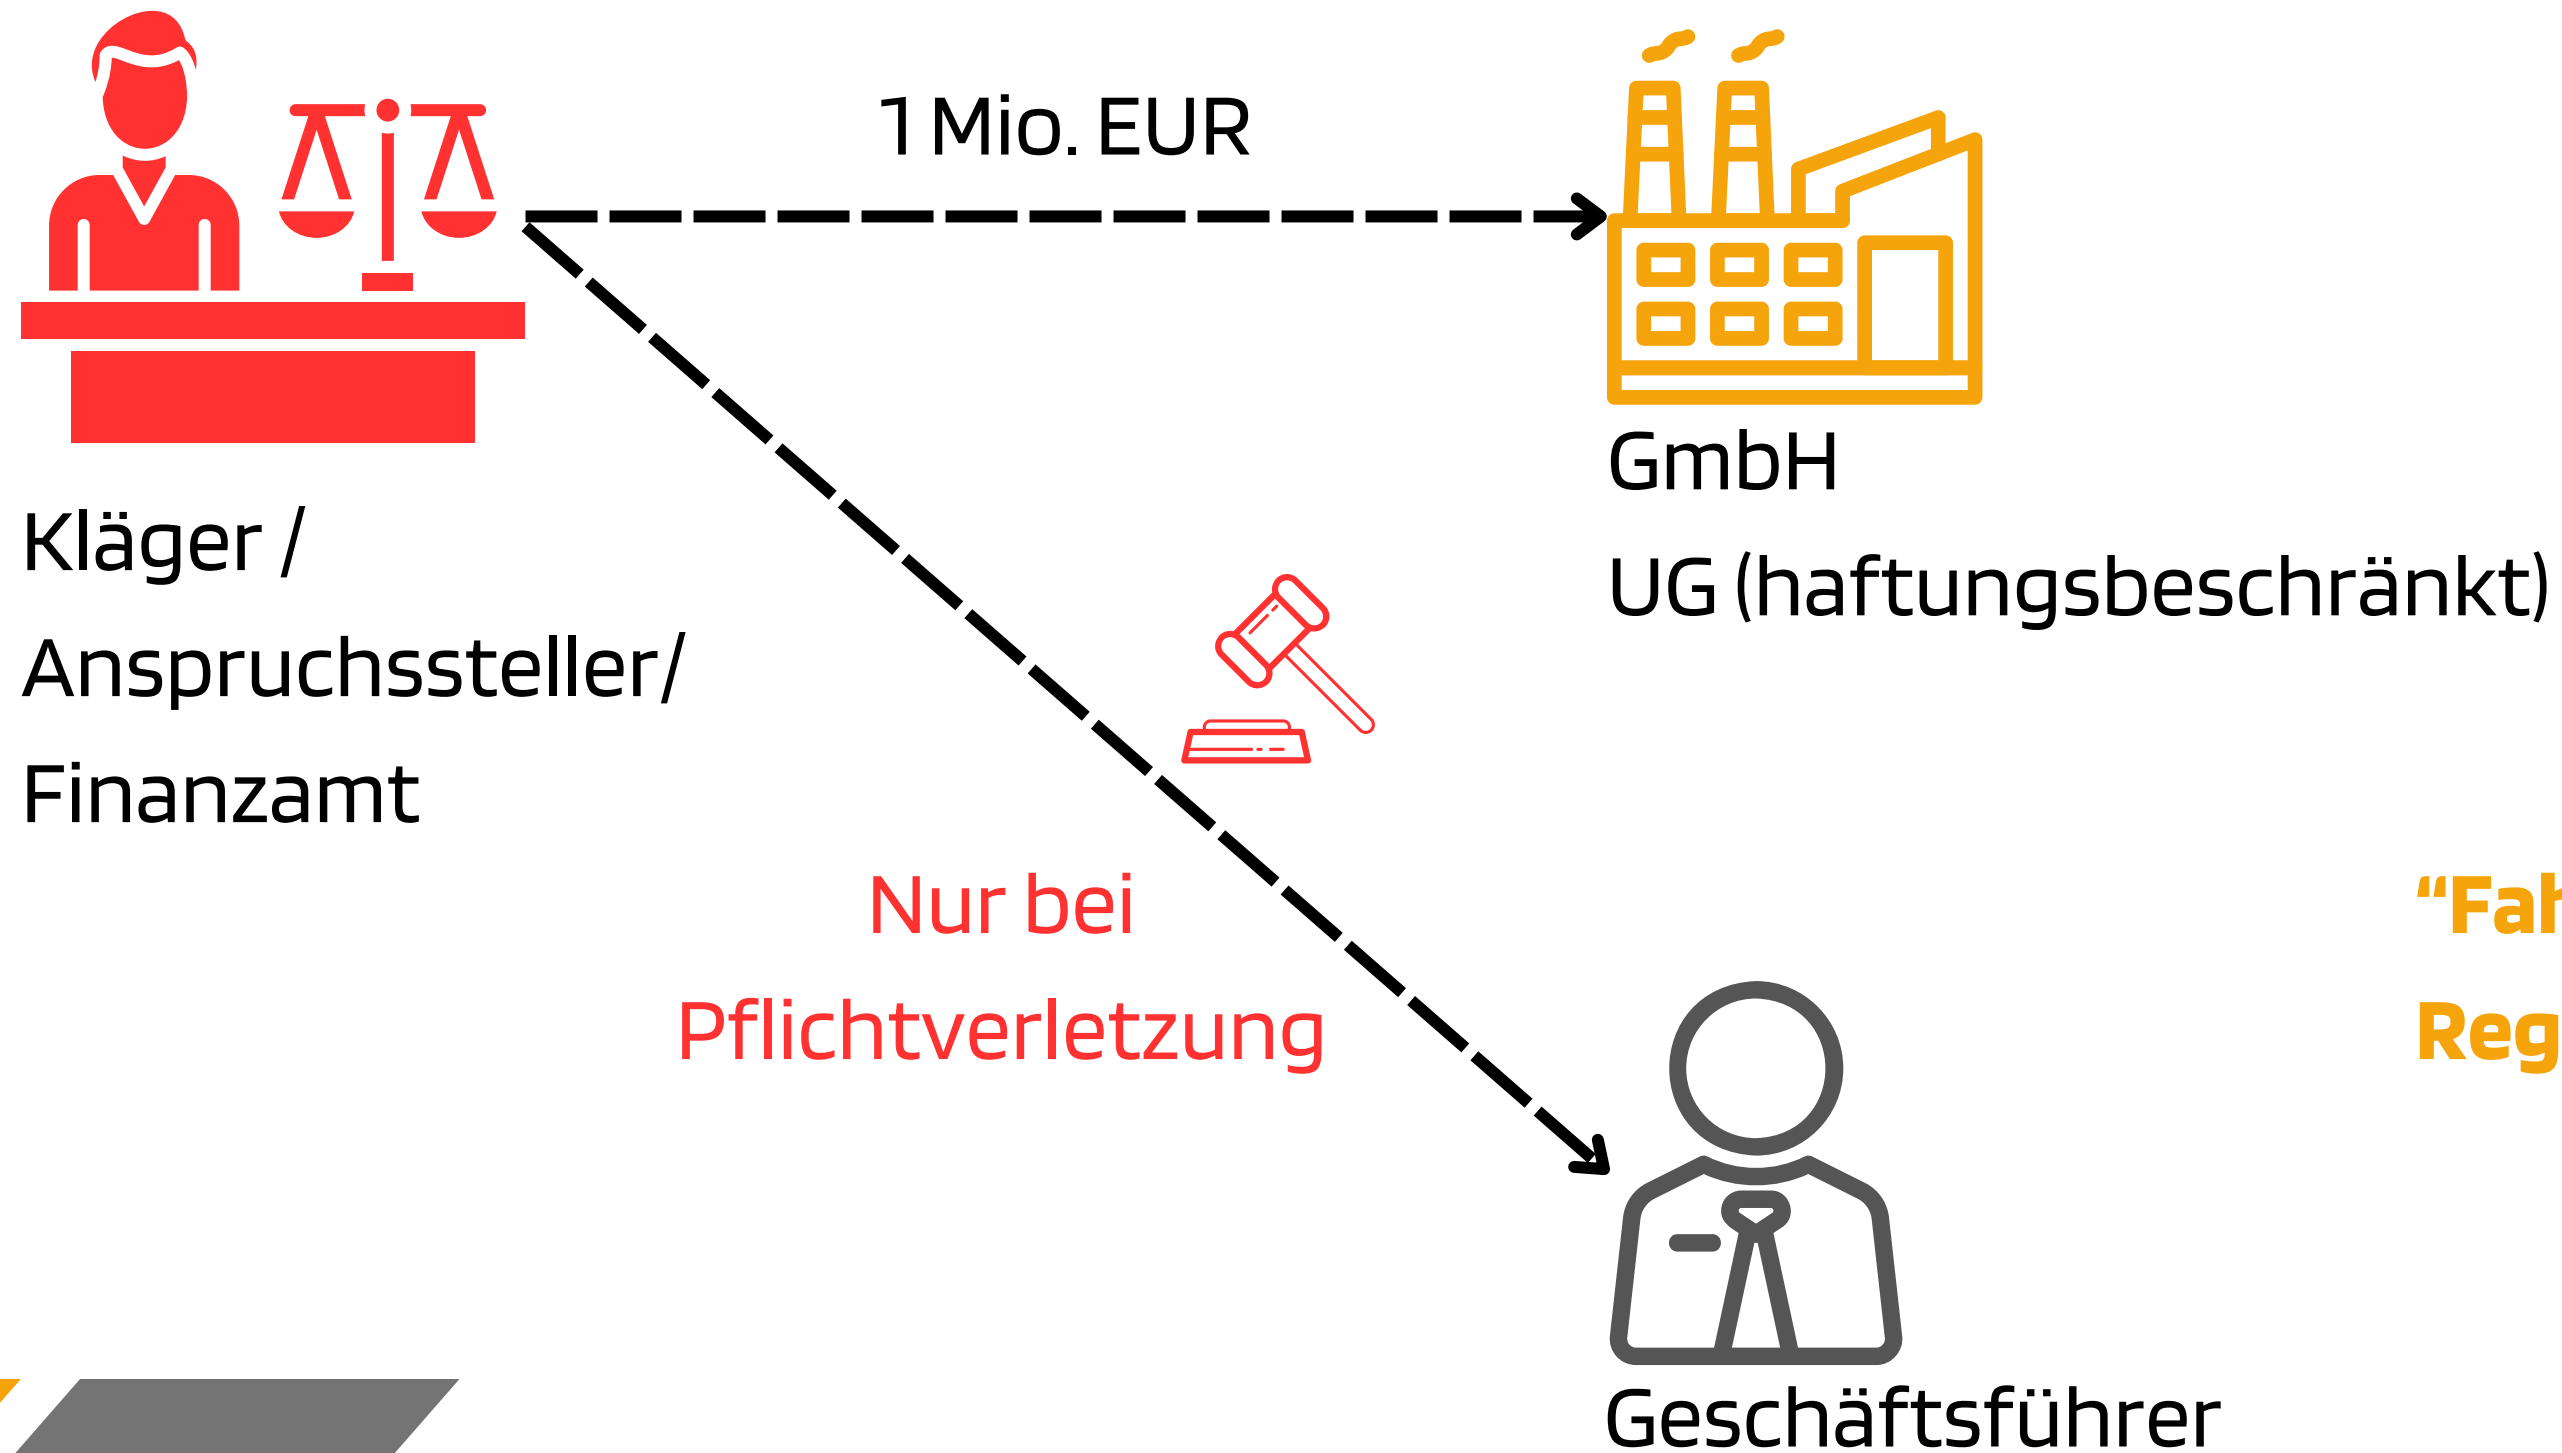 1 Mio. EUR
GmbH
UG (haftungsbeschränkt)
Kläger /
Anspruchssteller/
Finanzamt
Nur bei
Pflichtverletzung
Geschäftsführer